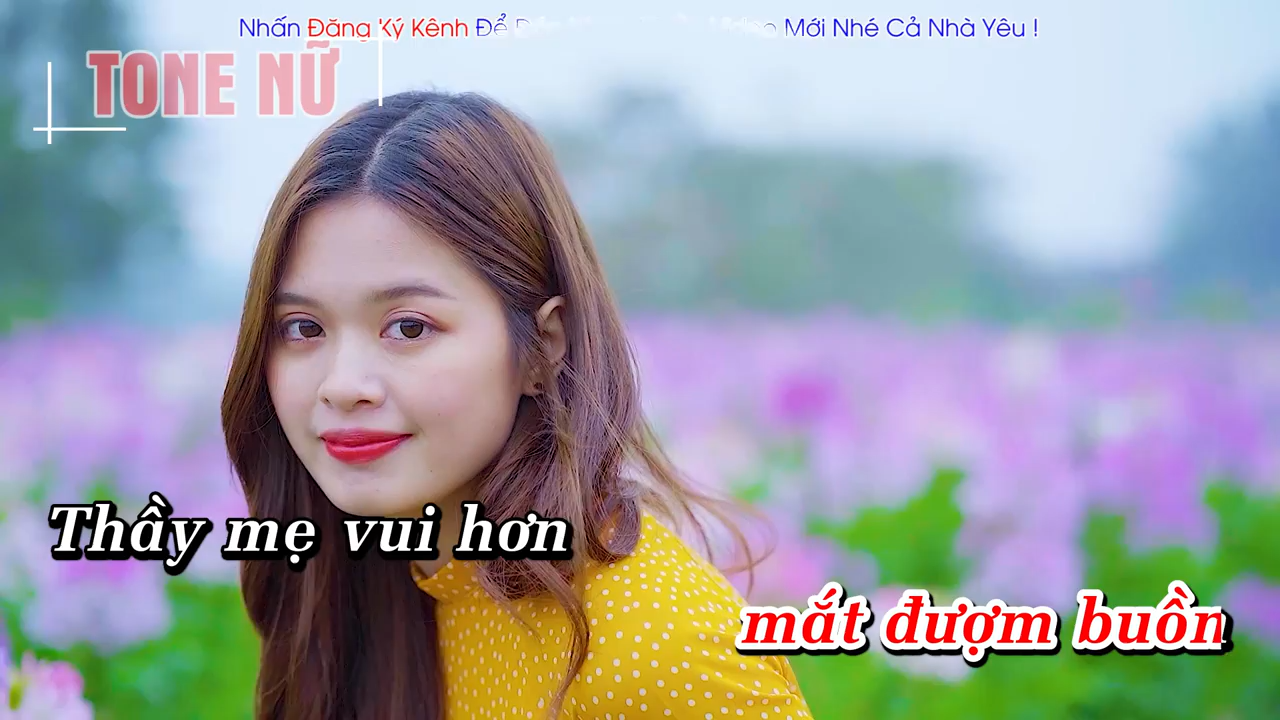 Nhấn Đăng Ký Kênh Để Mới Nhé Cả Nhà Yêu !
TONE NỮ
Thầy mẹ vui hơn
mắt đượm buồn